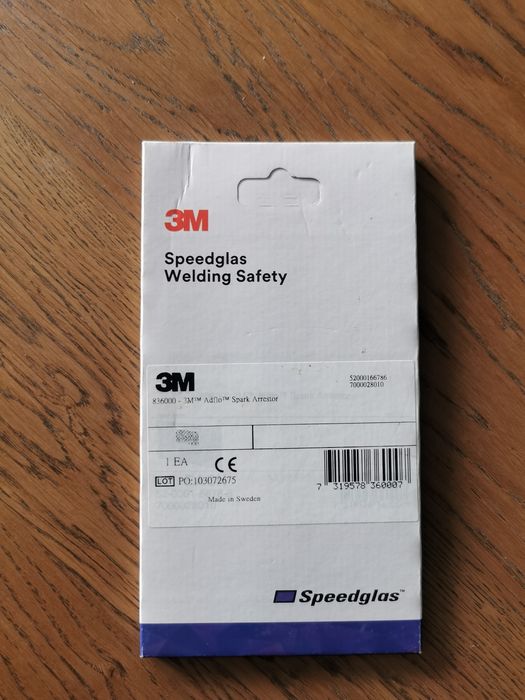 3M
Speedglas
Welding Safety
3M
52000166786
7000028010
836000 - 3M™ Adflo™ Spark Arrestor
1 EA CE
LOT PO:103072675
Made in Sweden
7 319578 360007
Speedglas™